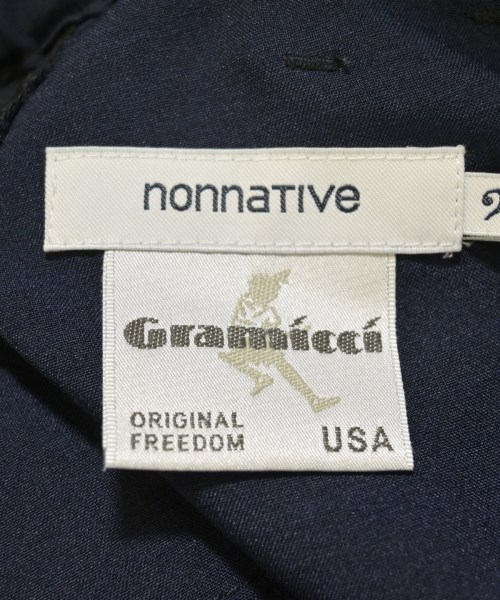 nonnative
Gramicci
ORIGINAL
FREEDOM
USA